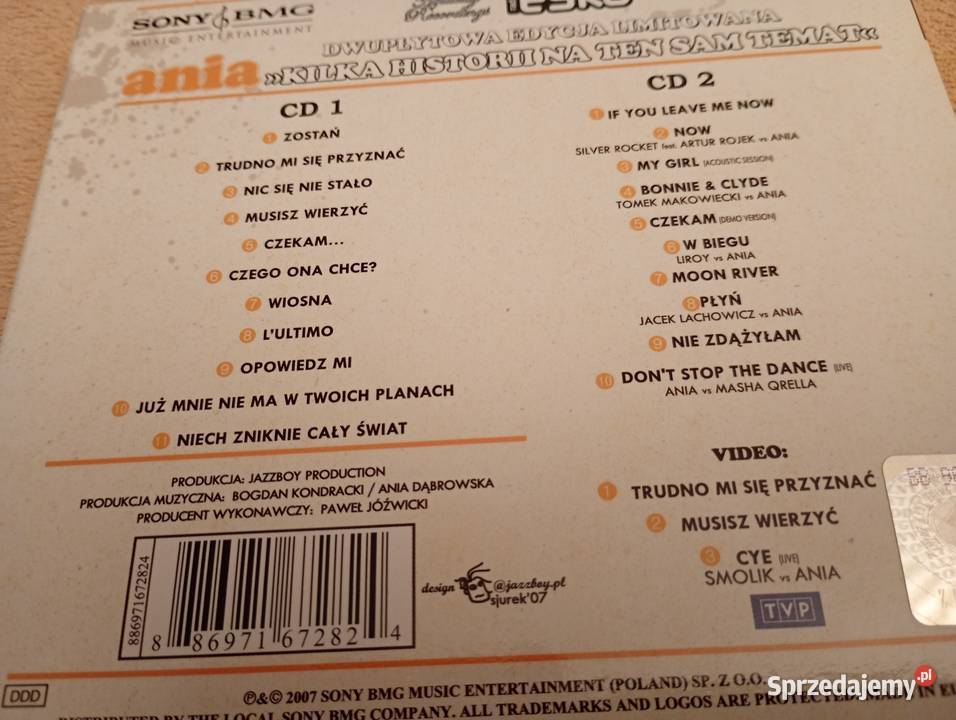 SONY BMG
MUSIC ENTERTAINMENT
Recordings
DWUPŁYTOWA EDYCJA LIMITOWANA
ania »KILKA HISTORII NA TEN SAM TEMAT«
CD 1
1 ZOSTAŃ
2 TRUDNO MI SIĘ PRZYZNAĆ
3 NIC SIĘ NIE STAŁO
4 MUSISZ WIERZYĆ
5 CZEKAM...
6 CZEGO ONA CHCE?
7 WIOSNA
8 L'ULTIMO
9 OPOWIEDZ MI
10 JUŻ MNIE NIE MA W TWOICH PLANACH
11 NIECH ZNIKNIE CAŁY ŚWIAT
CD 2
1 IF YOU LEAVE ME NOW
2 NOW
SILVER ROCKET feat. ARTUR ROJEK vs ANIA
3 MY GIRL (ACOUSTIC SESSION)
4 BONNIE & CLYDE
TOMEK MAKOWIECKI vs ANIA
5 CZEKAM (DEMO VERSION)
6 W BIEGU
LIROY vs ANIA
7 MOON RIVER
8 PŁYŃ
JACEK LACHOWICZ vs ANIA
9 NIE ZDĄŻYŁAM
10 DON'T STOP THE DANCE (LIVE)
ANIA vs MASHA QRELLA
VIDEO:
1 TRUDNO MI SIĘ PRZYZNAĆ
2 MUSISZ WIERZYĆ
3 CYE (LIVE)
SMOLIK vs ANIA
TVP
PRODUKCJA: JAZZBOY PRODUCTION
PRODUKCJA MUZYCZNA: BOGDAN KONDRACKI / ANIA DĄBROWSKA
PRODUCENT WYKONAWCZY: PAWEŁ JÓŹWICKI
886971672824
8 86971 67282 4
design @jazzboy.pl
sjurek'07
DDD
℗&© 2007 SONY BMG MUSIC ENTERTAINMENT (POLAND) SP. Z O.O.
DISTRIBUTED BY THE LOCAL SONY BMG COMPANY. ALL TRADEMARKS AND LOGOS ARE PROTECTED. MADE IN
Sprzedajemy.pl